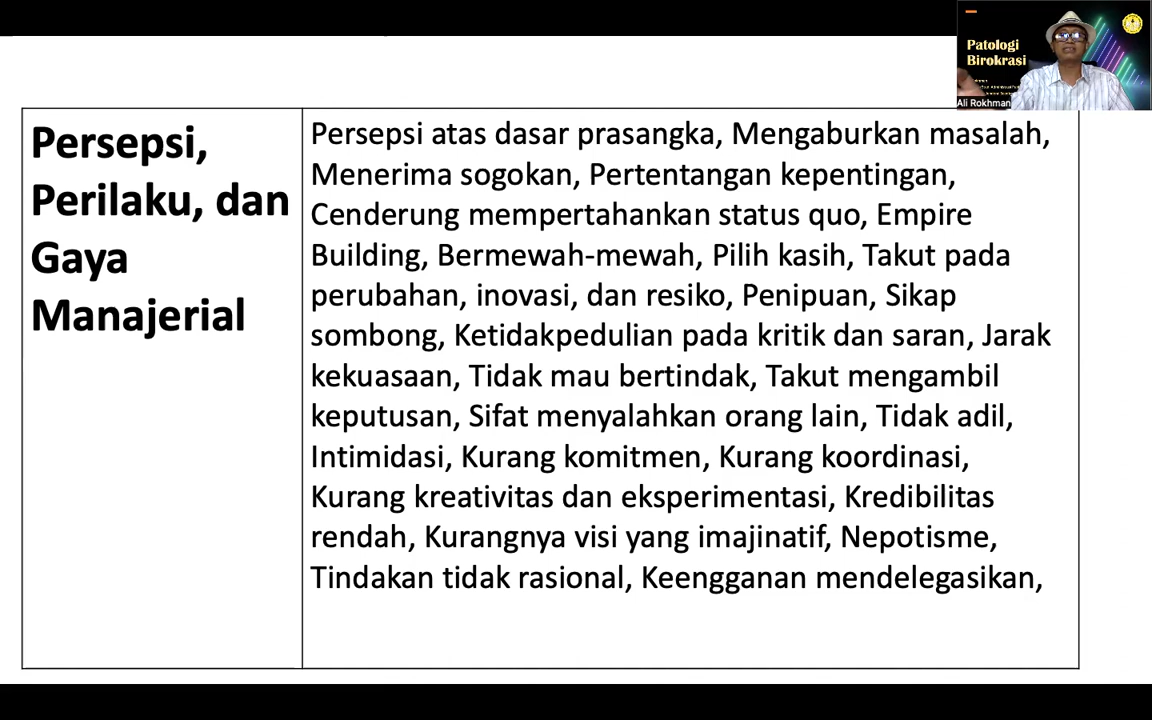 Patologi
Birokrasi
Ali Rokhman
Persepsi,
Perilaku, dan
Gaya
Manajerial
Persepsi atas dasar prasangka, Mengaburkan masalah,
Menerima sogokan, Pertentangan kepentingan,
Cenderung mempertahankan status quo, Empire
Building, Bermewah-mewah, Pilih kasih, Takut pada
perubahan, inovasi, dan resiko, Penipuan, Sikap
sombong, Ketidakpedulian pada kritik dan saran, Jarak
kekuasaan, Tidak mau bertindak, Takut mengambil
keputusan, Sifat menyalahkan orang lain, Tidak adil,
Intimidasi, Kurang komitmen, Kurang koordinasi,
Kurang kreativitas dan eksperimentasi, Kredibilitas
rendah, Kurangnya visi yang imajinatif, Nepotisme,
Tindakan tidak rasional, Keengganan mendelegasikan,